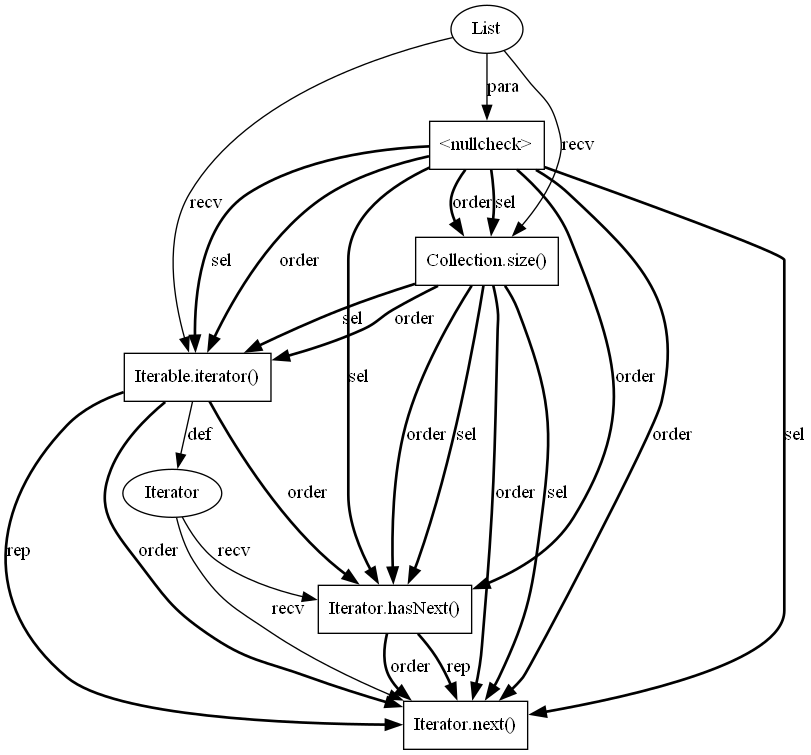 List
para
<nullcheck>
recv
recv
order
sel
sel
order
Collection.size()
sel
order
Iterable.iterator()
sel
order
def
order
sel
order
sel
Iterator
order
order
sel
rep
order
recv
recv
Iterator.hasNext()
order
rep
Iterator.next()